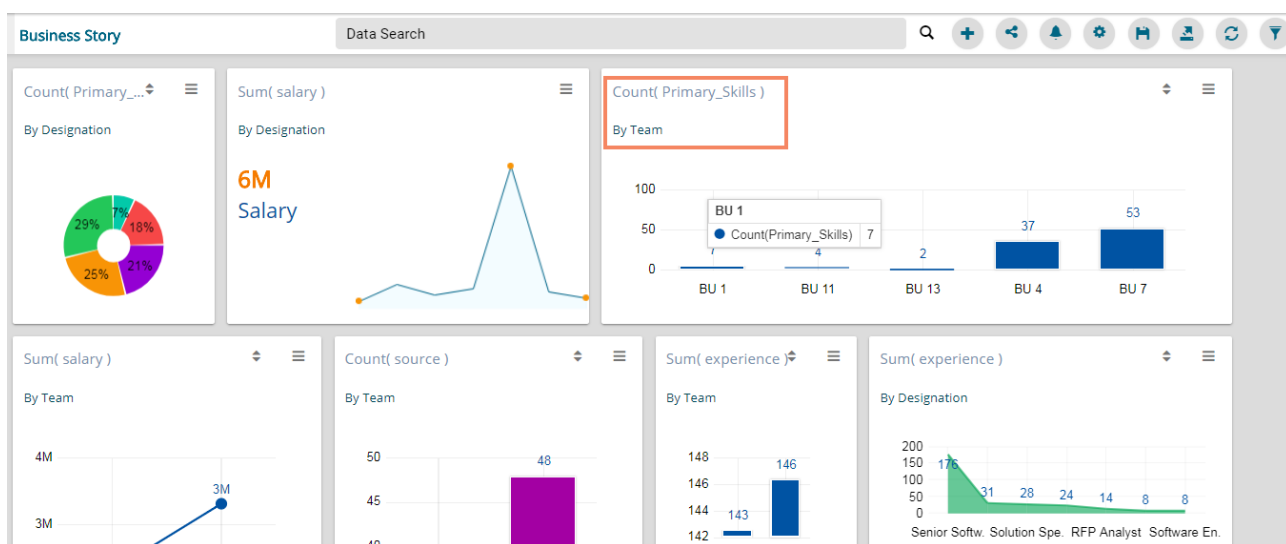 Business Story
Data Search
Count( Primary_...
By Designation
29%
7%
18%
25%
21%
Sum( salary )
By Designation
6M
Salary
Count( Primary_Skills )
By Team
100
50
0
BU 1
Count(Primary_Skills) 7
7
4
2
37
53
BU 1
BU 11
BU 13
BU 4
BU 7
Sum( salary )
By Team
4M
3M
3M
Count( source )
By Team
50
48
45
Sum( experience )
By Team
148
146
144
142
143
146
Sum( experience )
By Designation
200
150
100
50
0
176
31
28
24
14
8
8
Senior Softw. Solution Spe. RFP Analyst Software En.